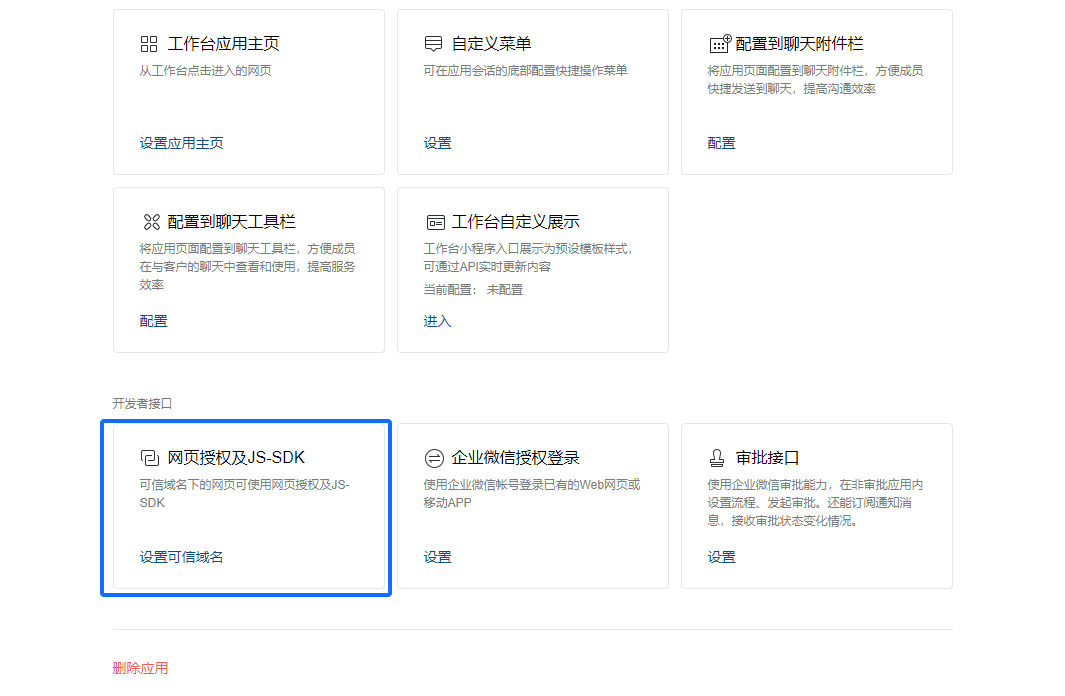 工作台应用主页
从工作台点击进入的网页
设置应用主页
自定义菜单
可在应用会话的底部配置快捷操作菜单
设置
配置到聊天附件栏
将应用页面配置到聊天附件栏，方便成员
快捷发送到聊天，提高沟通效率
配置
配置到聊天工具栏
将应用页面配置到聊天工具栏，方便成员
在与客户的聊天中查看和使用，提高服务
效率
配置
工作台自定义展示
工作台小程序入口展示为预设模板样式，
可通过API实时更新内容
当前配置： 未配置
进入
开发者接口
网页授权及JS-SDK
可信域名下的网页可使用网页授权及JS-
SDK
设置可信域名
企业微信授权登录
使用企业微信帐号登录已有的Web网页或
移动APP
设置
审批接口
使用企业微信审批能力，在非审批应用内
设置流程、发起审批。还能订阅通知消
息，接收审批状态变化情况。
设置
删除应用